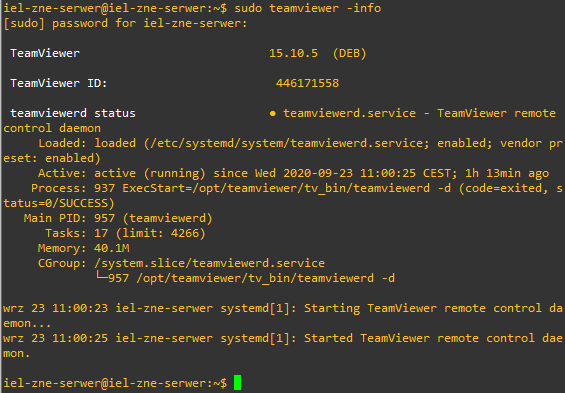 iel-zne-serwer@iel-zne-serwer:~$ sudo teamviewer -info
[sudo] password for iel-zne-serwer:
TeamViewer 15.10.5 (DEB)
TeamViewer ID: 446171558
teamviewerd status ● teamviewerd.service - TeamViewer remote
control daemon
Loaded: loaded (/etc/systemd/system/teamviewerd.service; enabled; vendor pr
eset: enabled)
Active: active (running) since Wed 2020-09-23 11:00:25 CEST; 1h 13min ago
Process: 937 ExecStart=/opt/teamviewer/tv_bin/teamviewerd -d (code=exited, s
tatus=0/SUCCESS)
Main PID: 957 (teamviewerd)
Tasks: 17 (limit: 4266)
Memory: 40.1M
CGroup: /system.slice/teamviewerd.service
└─957 /opt/teamviewer/tv_bin/teamviewerd -d
wrz 23 11:00:23 iel-zne-serwer systemd[1]: Starting TeamViewer remote control da
emon...
wrz 23 11:00:25 iel-zne-serwer systemd[1]: Started TeamViewer remote control dae
mon.
iel-zne-serwer@iel-zne-serwer:~$